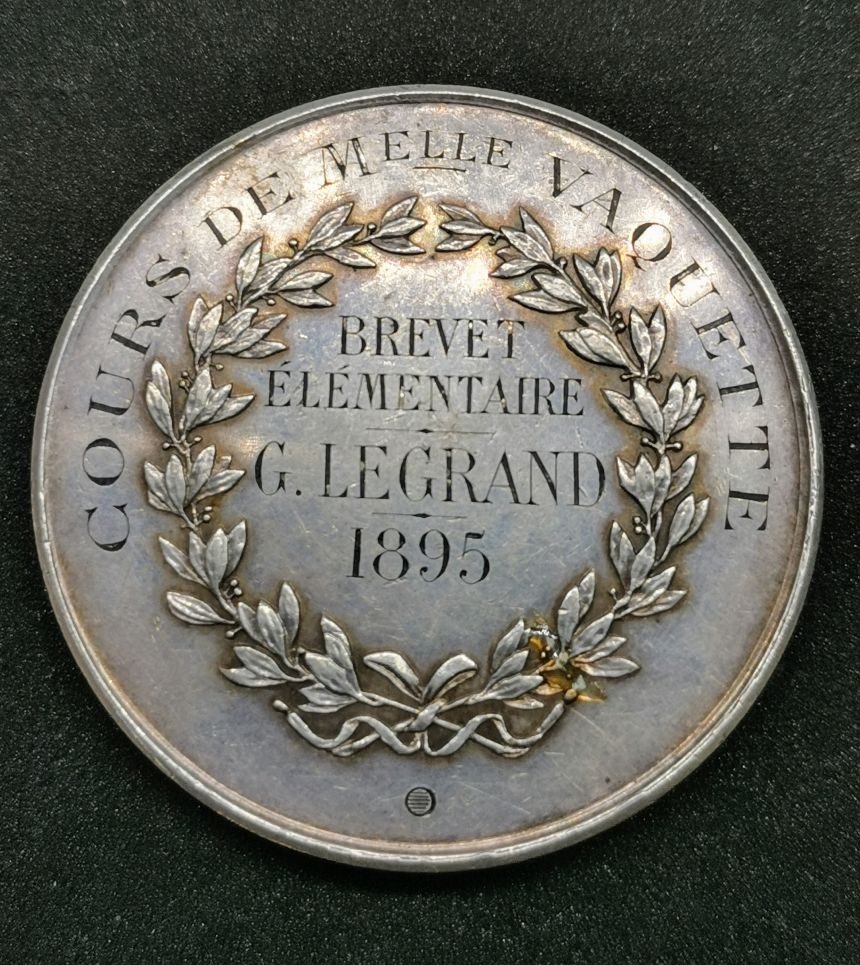 COURS DE MELLE VAQUETTE
BREVET
ÉLÉMENTAIRE
G. LEGRAND
1895